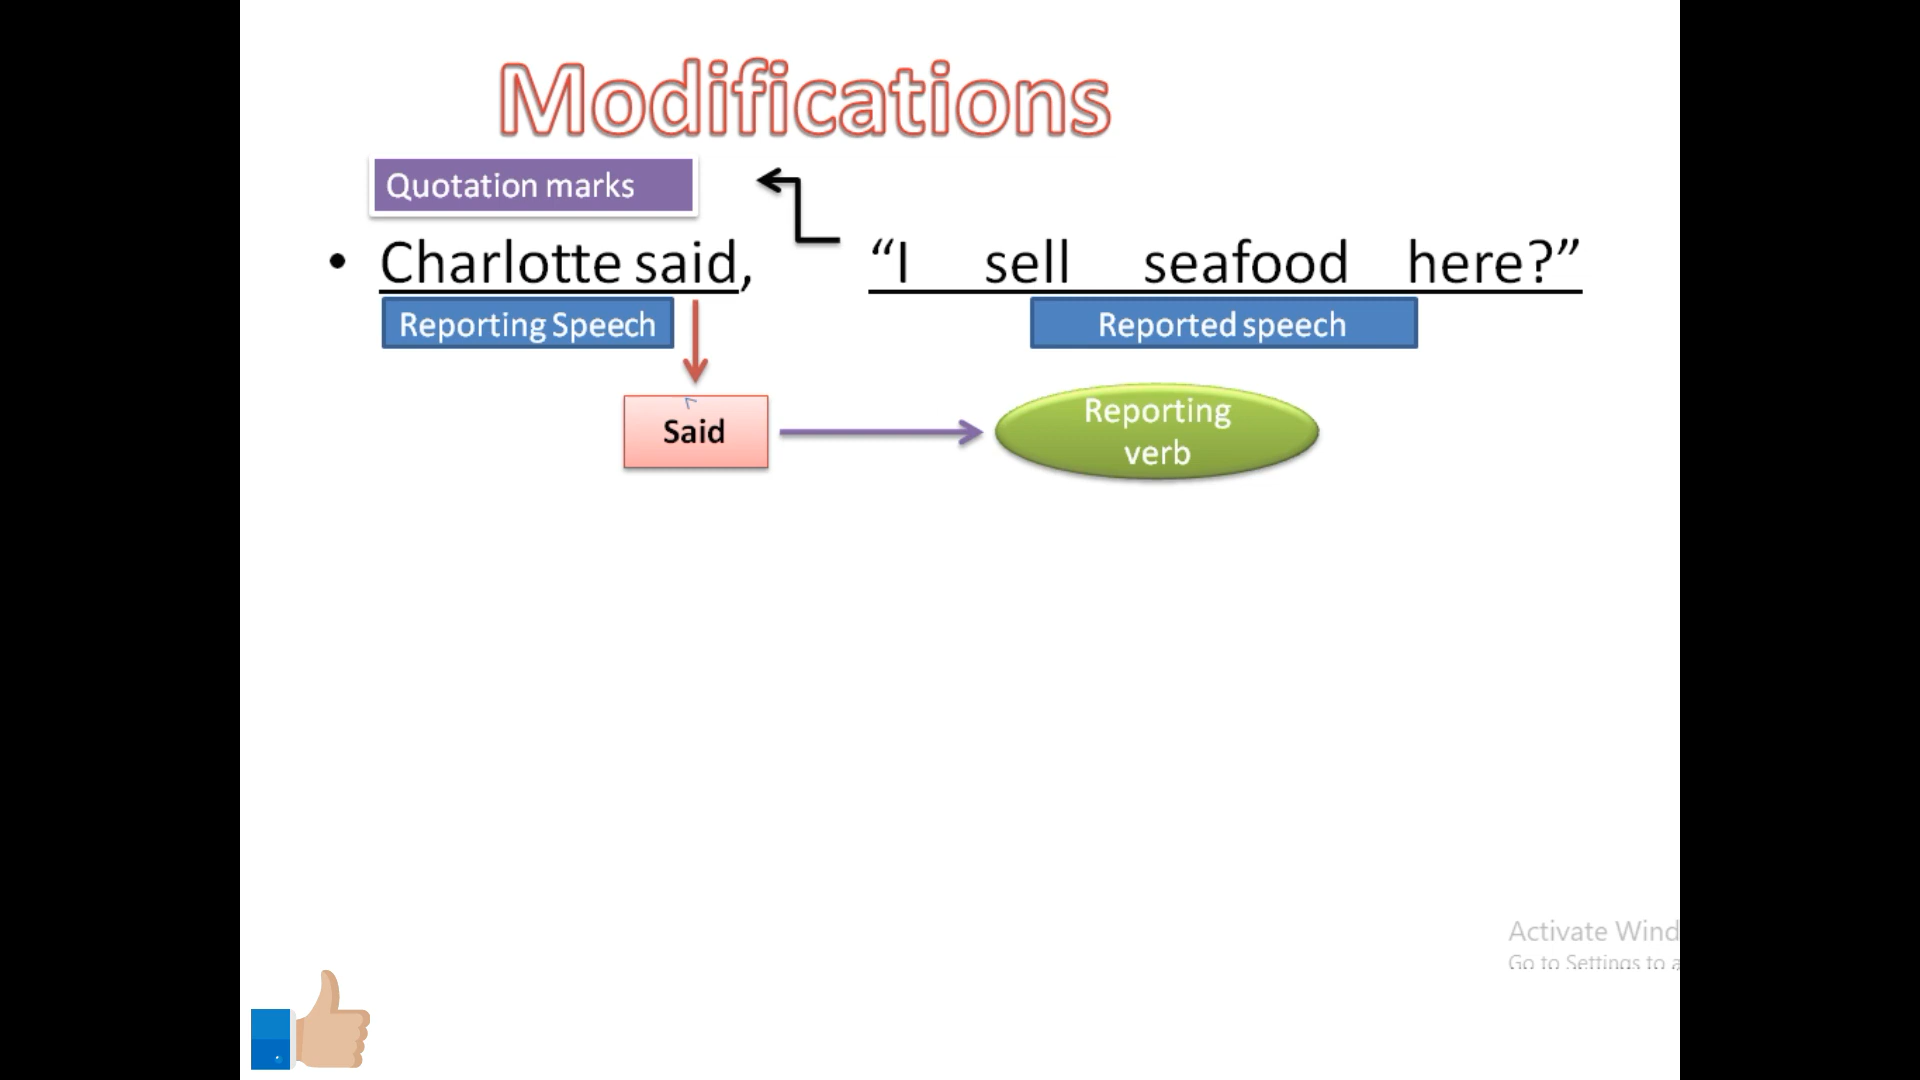 Modifications
Quotation marks
• Charlotte said, “I sell seafood here?”
Reporting Speech
Reported speech
Said
Reporting
verb
Activate Wind
Go to Settings to a